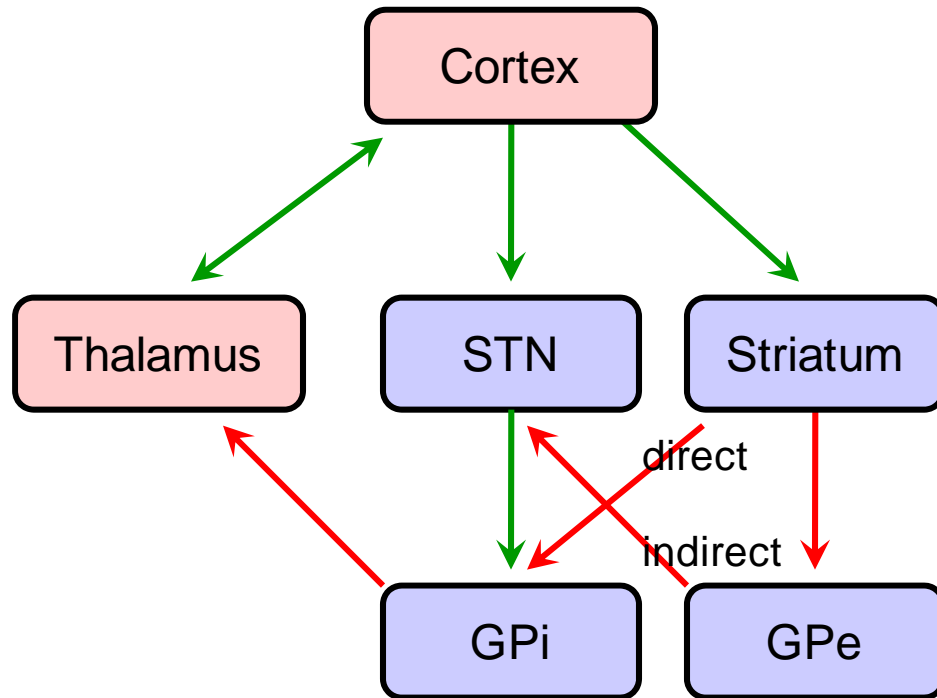 Cortex
Thalamus
STN
Striatum
direct
indirect
GPi
GPe